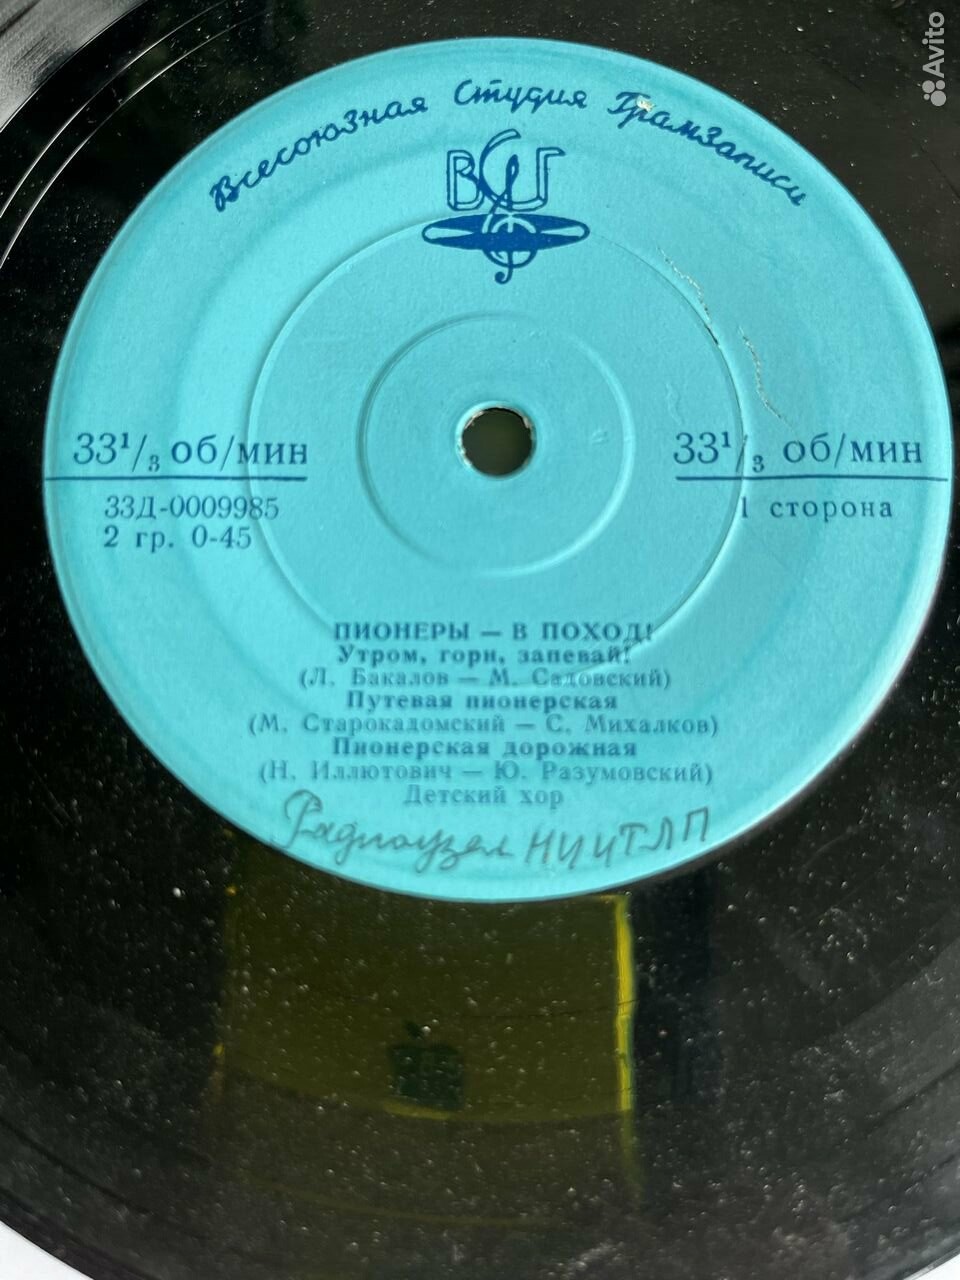 Avito
Всесоюзная Студия Грамзаписи
ВСГ
33¹/₃ об/мин
33Д-0009985
2 гр. 0-45
33¹/₃ об/мин
1 сторона
ПИОНЕРЫ — В ПОХОД!
Утром, горн, запевай!
(Л. Бакалов — М. Садовский)
Путевая пионерская
(М. Старокадомский — С. Михалков)
Пионерская дорожная
(Н. Иллютович — Ю. Разумовский)
Детский хор
Радиоузел НИИТЛП